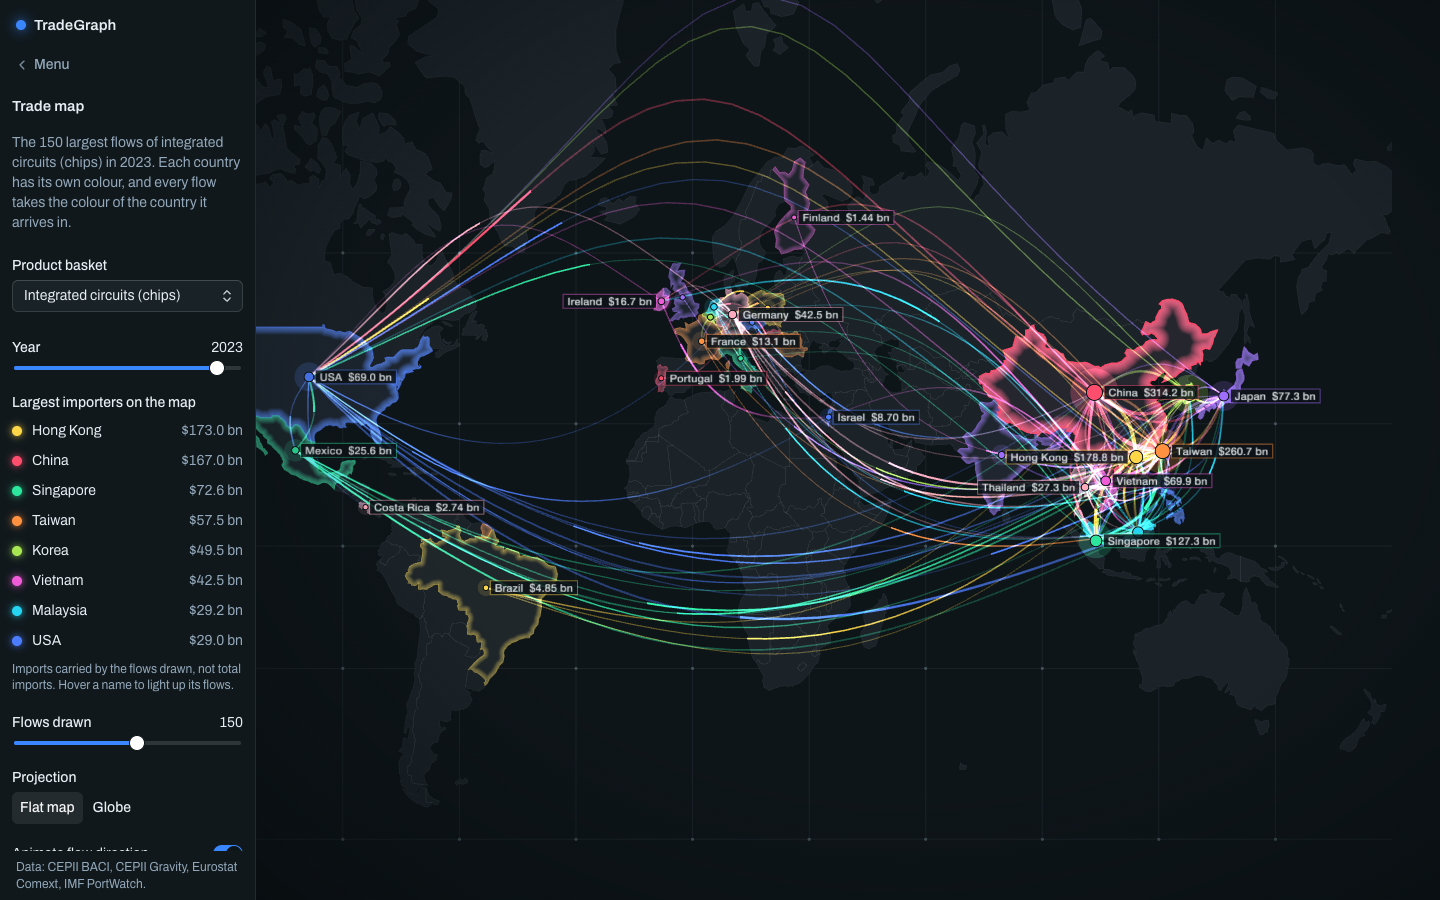 TradeGraph
Menu
Trade map
The 150 largest flows of integrated
circuits (chips) in 2023. Each country
has its own colour, and every flow
takes the colour of the country it
arrives in.
Product basket
Integrated circuits (chips)
Year 2023
Largest importers on the map
Hong Kong $173.0 bn
China $167.0 bn
Singapore $72.6 bn
Taiwan $57.5 bn
Korea $49.5 bn
Vietnam $42.5 bn
Malaysia $29.2 bn
USA $29.0 bn
Imports carried by the flows drawn, not total
imports. Hover a name to light up its flows.
Flows drawn 150
Projection
Flat map Globe
Animate flow direction
Data: CEPII BACI, CEPII Gravity, Eurostat
Comext, IMF PortWatch.
Finland $1.44 bn
Ireland $16.7 bn
Germany $42.5 bn
France $13.1 bn
USA $69.0 bn
Portugal $1.99 bn
China $314.2 bn
Japan $77.3 bn
Israel $8.70 bn
Mexico $25.6 bn
Hong Kong $178.8 bn
Taiwan $260.7 bn
Thailand $27.3 bn
Vietnam $69.9 bn
Costa Rica $2.74 bn
Singapore $127.3 bn
Brazil $4.85 bn